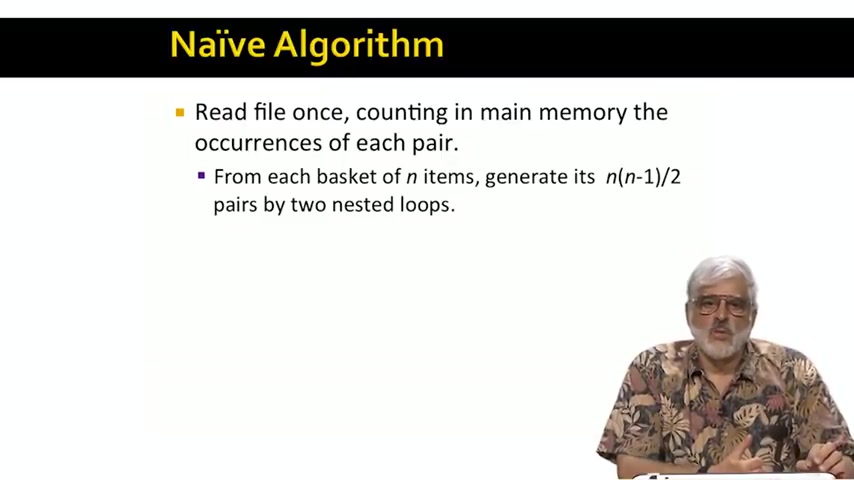 Naïve Algorithm
Read file once, counting in main memory the
occurrences of each pair.
From each basket of n items, generate its n(n-1)/2
pairs by two nested loops.